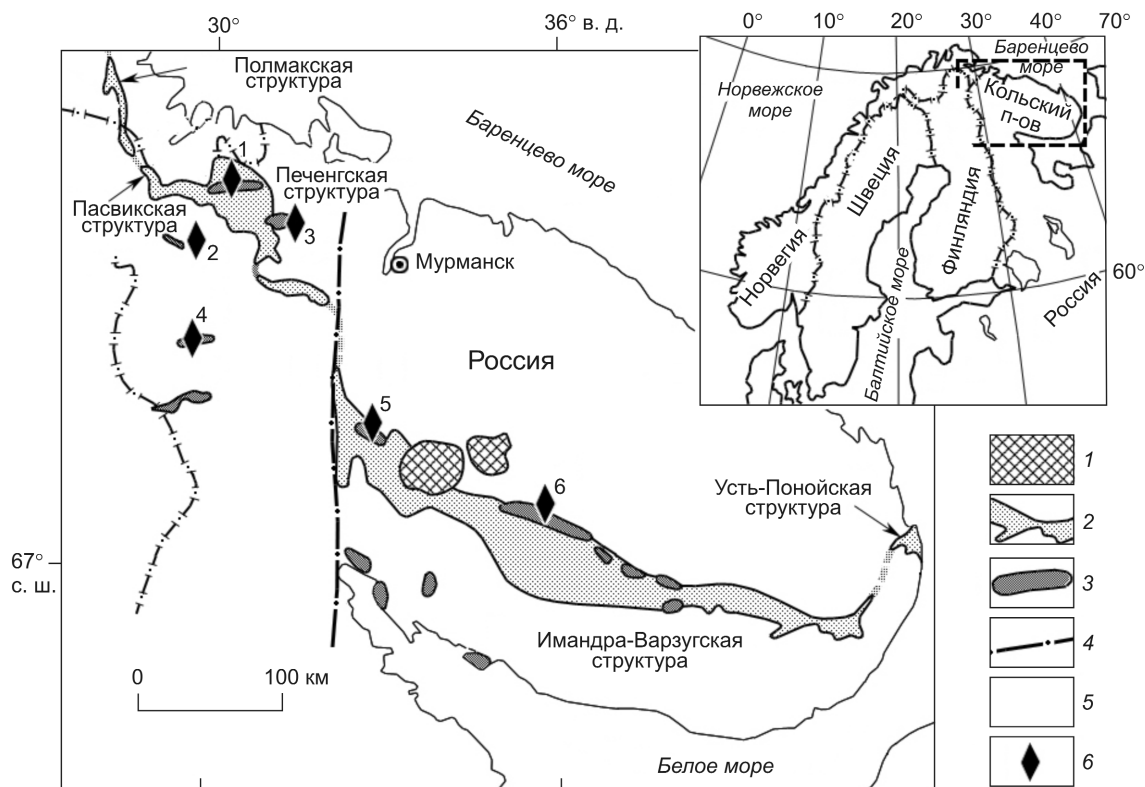 30°
36° в. д.
Полмакская
структура
Баренцево море
1
Печенгская
структура
Пасвикская
структура
2
3
Мурманск
4
Россия
5
6
Усть-Понойская
структура
67°
с. ш.
Имандра-Варзугская
структура
0
100 км
Белое море
0°
10°
20°
30°
40°
70°
Баренцево
море
Норвежское
море
Кольский
п-ов
Швеция
Финляндия
Норвегия
Балтийское море
Россия
60°
1
2
3
4
5
6